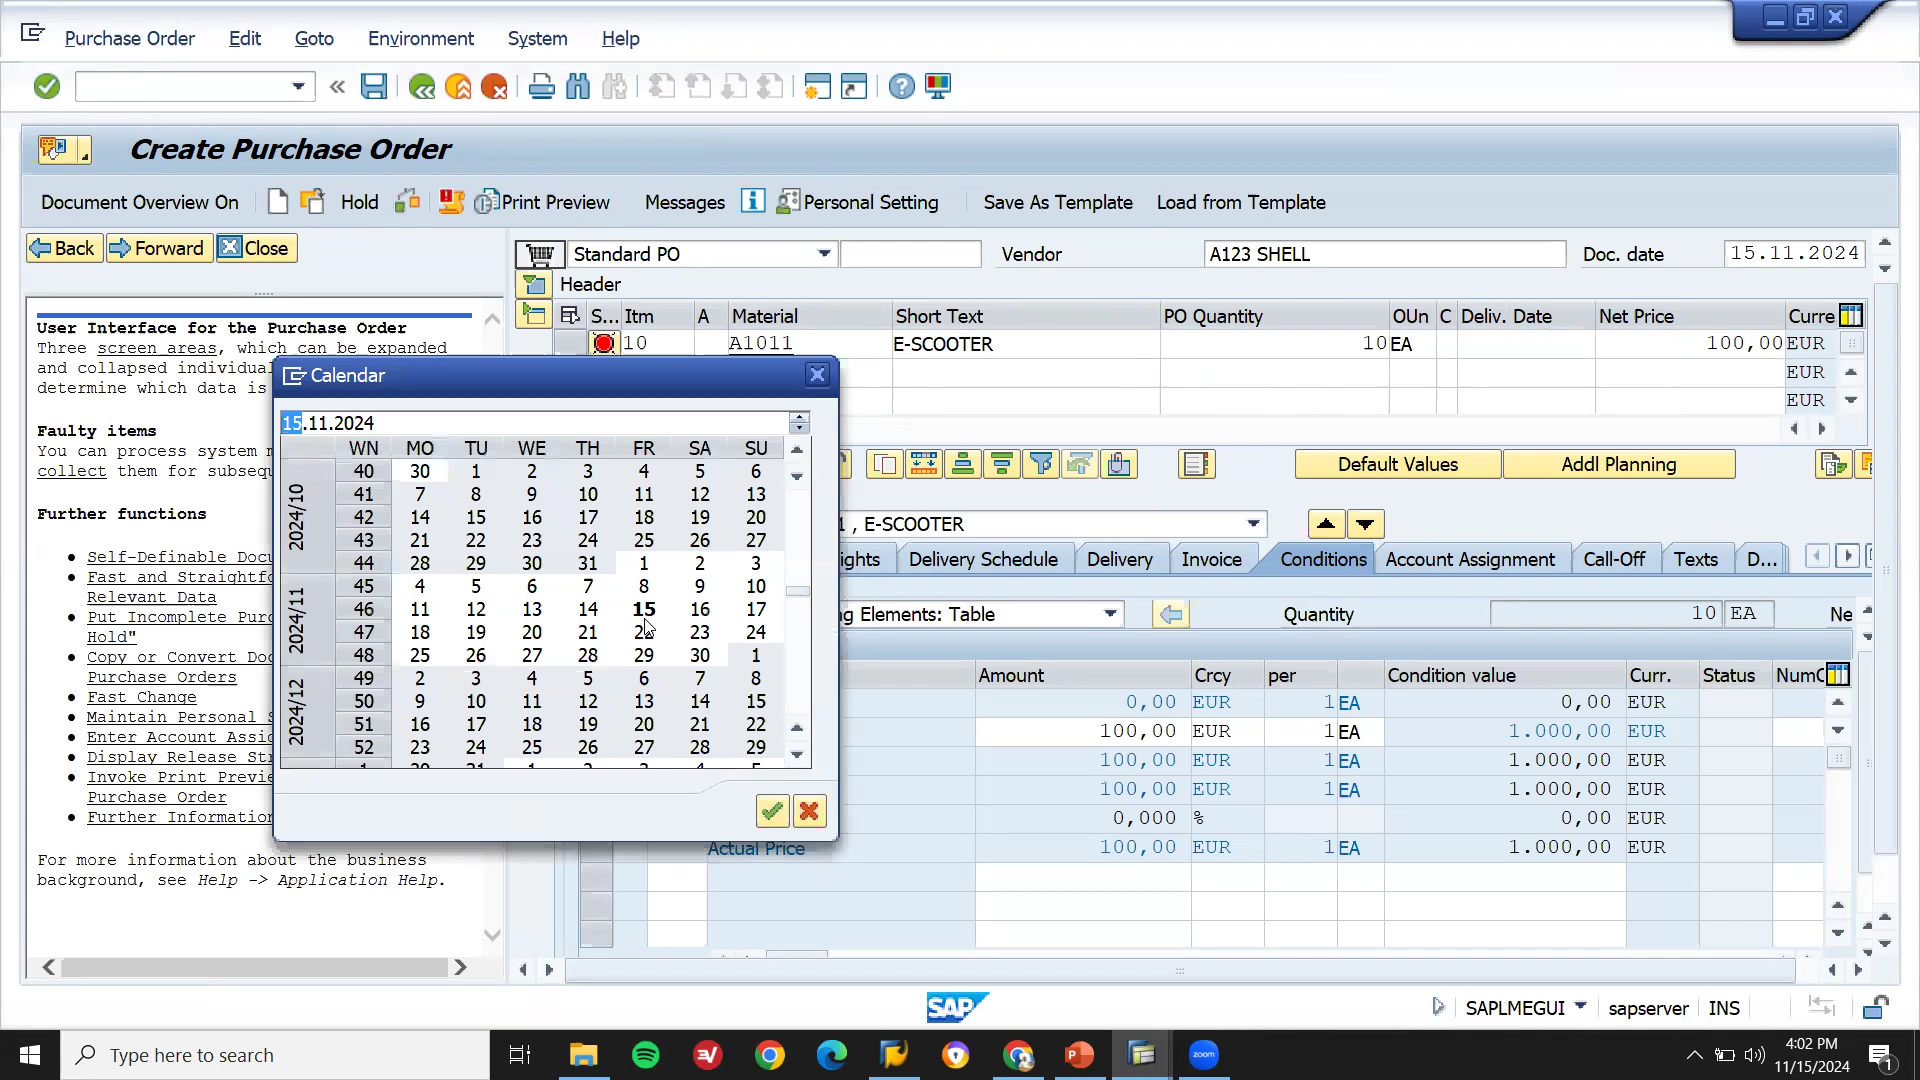 Purchase Order Edit Goto Environment System Help
Create Purchase Order
Document Overview On Hold Print Preview Messages Personal Setting Save As Template Load from Template
Back Forward Close
Standard PO Vendor A123 SHELL Doc. date 15.11.2024
Header
S... Itm A Material Short Text PO Quantity OUn C Deliv. Date Net Price Curre
10 A1011 E-SCOOTER 10 EA 100,00 EUR
EUR
EUR
User Interface for the Purchase Order
Three screen areas, which can be expanded
and collapsed individual
determine which data is
Faulty items
You can process system m
collect them for subsequ
Further functions
Self-Definable Docu
Fast and Straightfo
Relevant Data
Put Incomplete Purc
Hold"
Copy or Convert Doc
Purchase Orders
Fast Change
Maintain Personal S
Enter Account Assig
Display Release Str
Invoke Print Previe
Purchase Order
Further Information
For more information about the business
background, see Help -> Application Help.
Calendar
15.11.2024
WN MO TU WE TH FR SA SU
2024/10
40 30 1 2 3 4 5 6
41 7 8 9 10 11 12 13
42 14 15 16 17 18 19 20
43 21 22 23 24 25 26 27
44 28 29 30 31 1 2 3
2024/11
45 4 5 6 7 8 9 10
46 11 12 13 14 15 16 17
47 18 19 20 21 22 23 24
48 25 26 27 28 29 30 1
2024/12
49 2 3 4 5 6 7 8
50 9 10 11 12 13 14 15
51 16 17 18 19 20 21 22
52 23 24 25 26 27 28 29
Default Values Addl Planning
, E-SCOOTER
ights Delivery Schedule Delivery Invoice Conditions Account Assignment Call-Off Texts D...
ng Elements: Table Quantity 10 EA Ne
Amount Crcy per Condition value Curr. Status NumC
0,00 EUR 1 EA 0,00 EUR
100,00 EUR 1 EA 1.000,00 EUR
100,00 EUR 1 EA 1.000,00 EUR
100,00 EUR 1 EA 1.000,00 EUR
0,000 % 0,00 EUR
Actual Price 100,00 EUR 1 EA 1.000,00 EUR
SAP
SAPLMEGUI sapserver INS
Type here to search
zoom
4:02 PM
11/15/2024
1